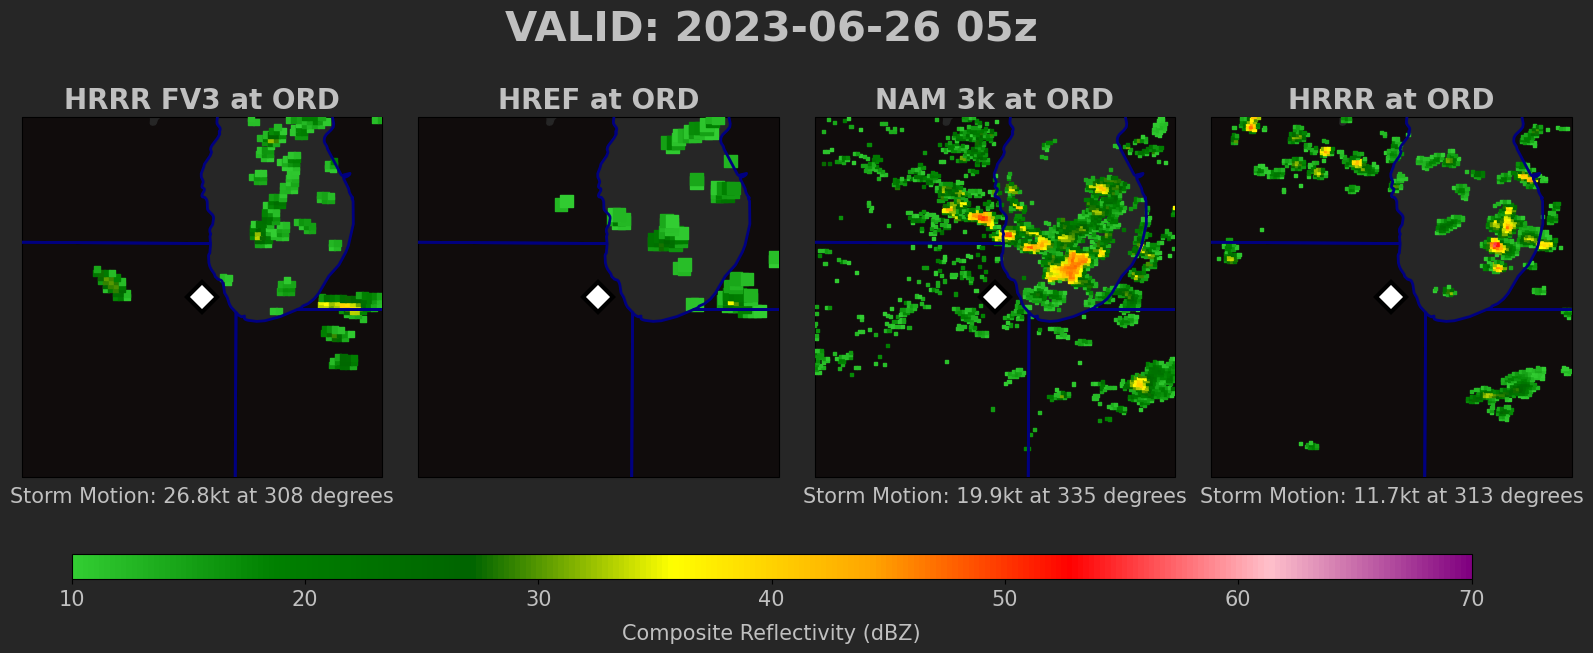 VALID: 2023-06-26 05z
HRRR FV3 at ORD
HREF at ORD
NAM 3k at ORD
HRRR at ORD
Storm Motion: 26.8kt at 308 degrees
Storm Motion: 19.9kt at 335 degrees
Storm Motion: 11.7kt at 313 degrees
10 20 30 40 50 60 70
Composite Reflectivity (dBZ)